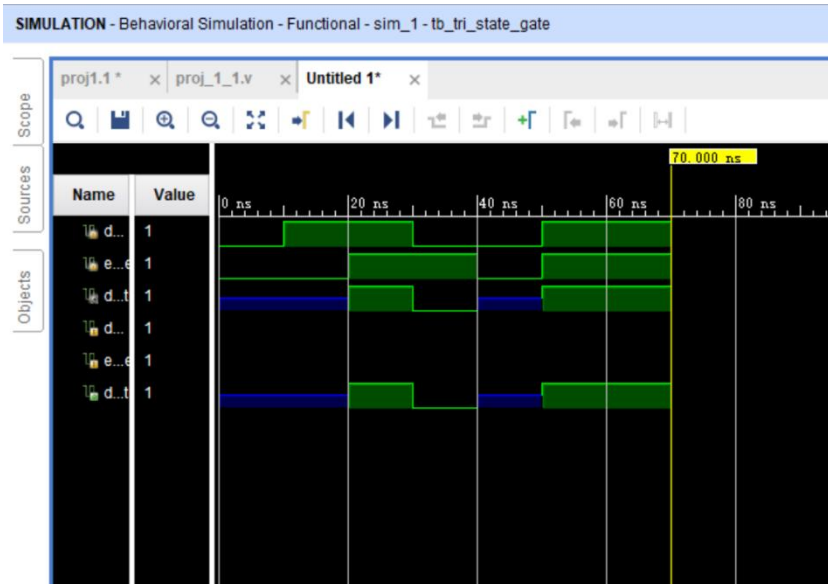 SIMULATION - Behavioral Simulation - Functional - sim_1 - tb_tri_state_gate
Scope
Sources
Objects
proj1.1 * × proj_1_1.v × Untitled 1* ×
70.000 ns
Name Value 0 ns 20 ns 40 ns 60 ns 80 ns
d... 1
e...e 1
d...t 1
d... 1
e...e 1
d...t 1